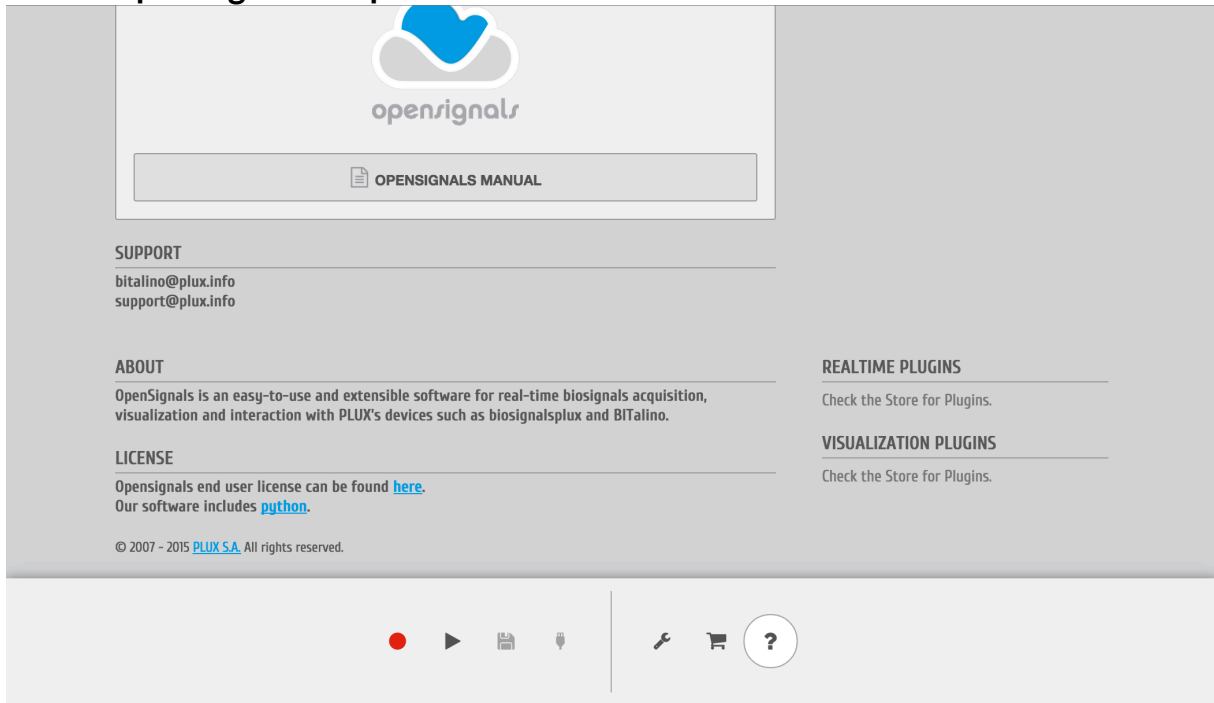 opensignals
OPENSIGNALS MANUAL
SUPPORT
bitalino@plux.info
support@plux.info
ABOUT
OpenSignals is an easy-to-use and extensible software for real-time biosignals acquisition,
visualization and interaction with PLUX's devices such as biosignalsplux and BITalino.
LICENSE
Opensignals end user license can be found here.
Our software includes python.
© 2007 - 2015 PLUX S.A. All rights reserved.
REALTIME PLUGINS
Check the Store for Plugins.
VISUALIZATION PLUGINS
Check the Store for Plugins.
?